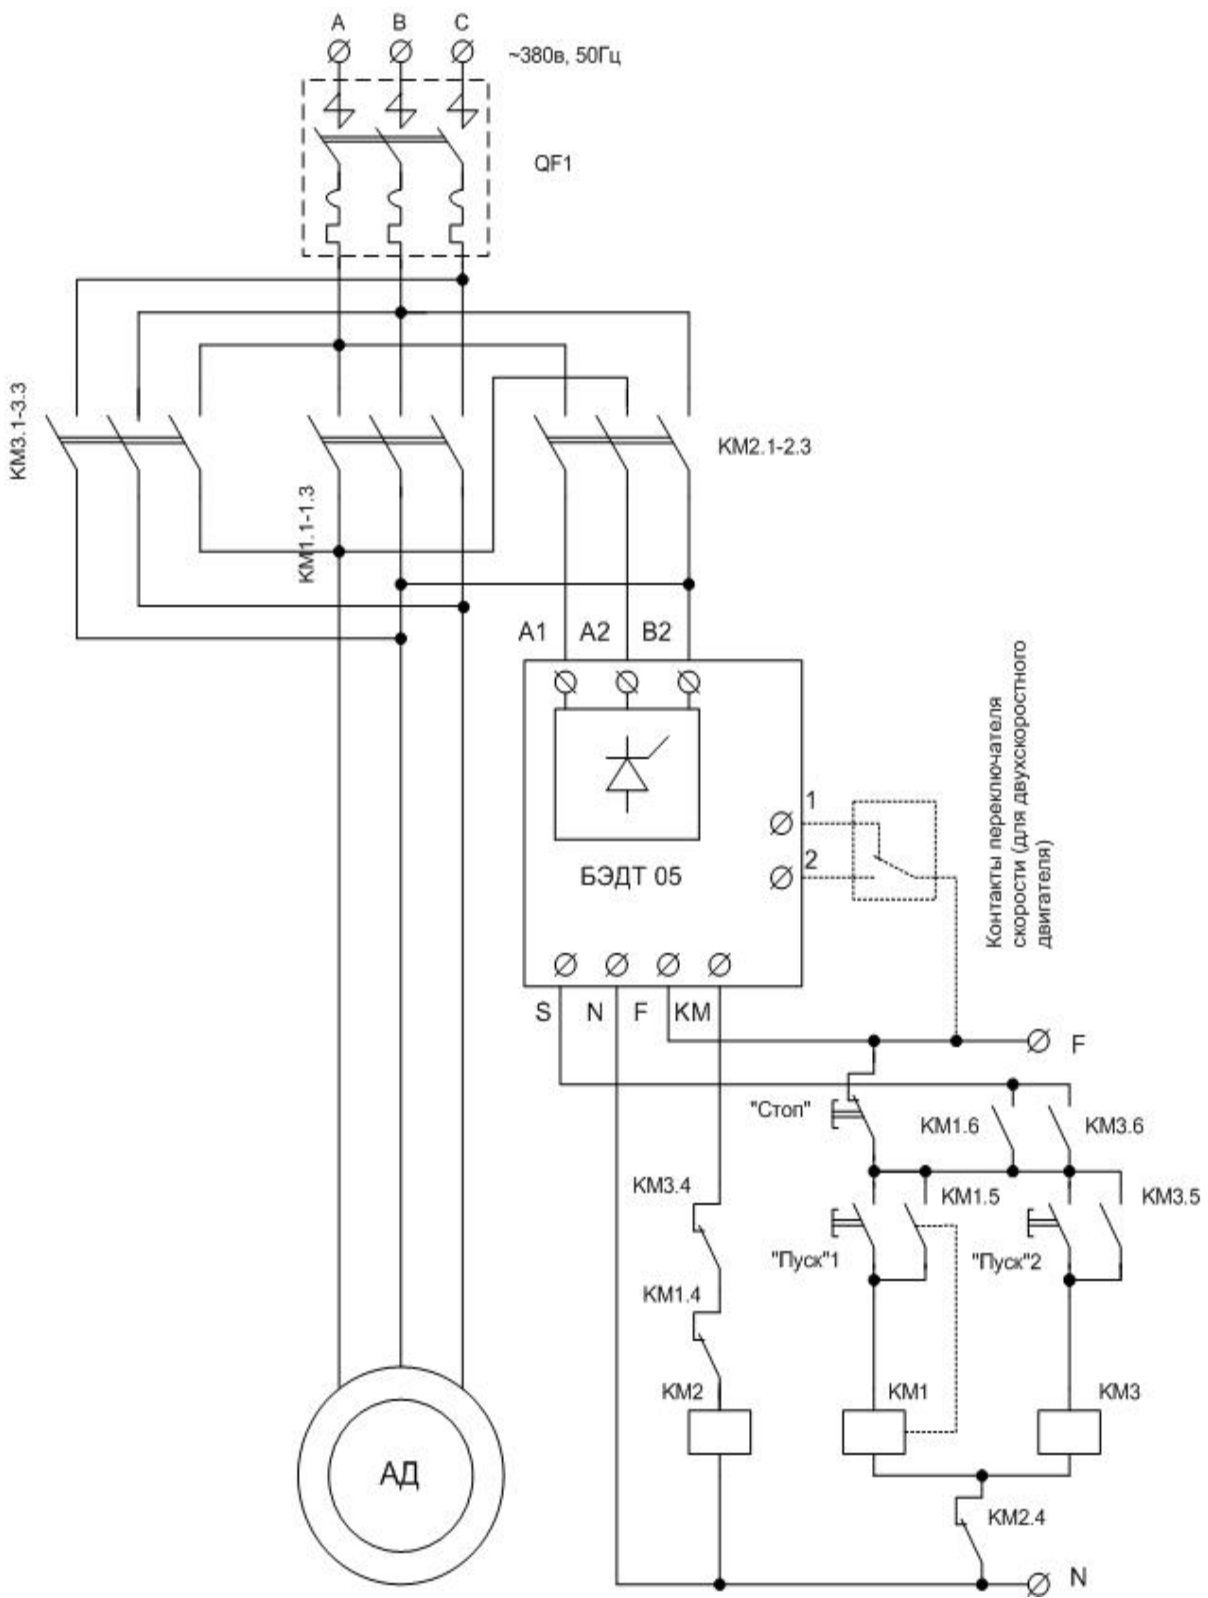 A B C
~380в, 50Гц
QF1
KM3.1-3.3
KM1.1-1.3
KM2.1-2.3
A1 A2 B2
1
2
БЭДТ 05
Контакты переключателя
скорости (для двухскоростного
двигателя)
S N F KM
F
"Стоп"
KM1.6
KM3.6
KM3.4
KM1.5
KM3.5
"Пуск"1
"Пуск"2
KM1.4
KM2
KM1
KM3
АД
KM2.4
N